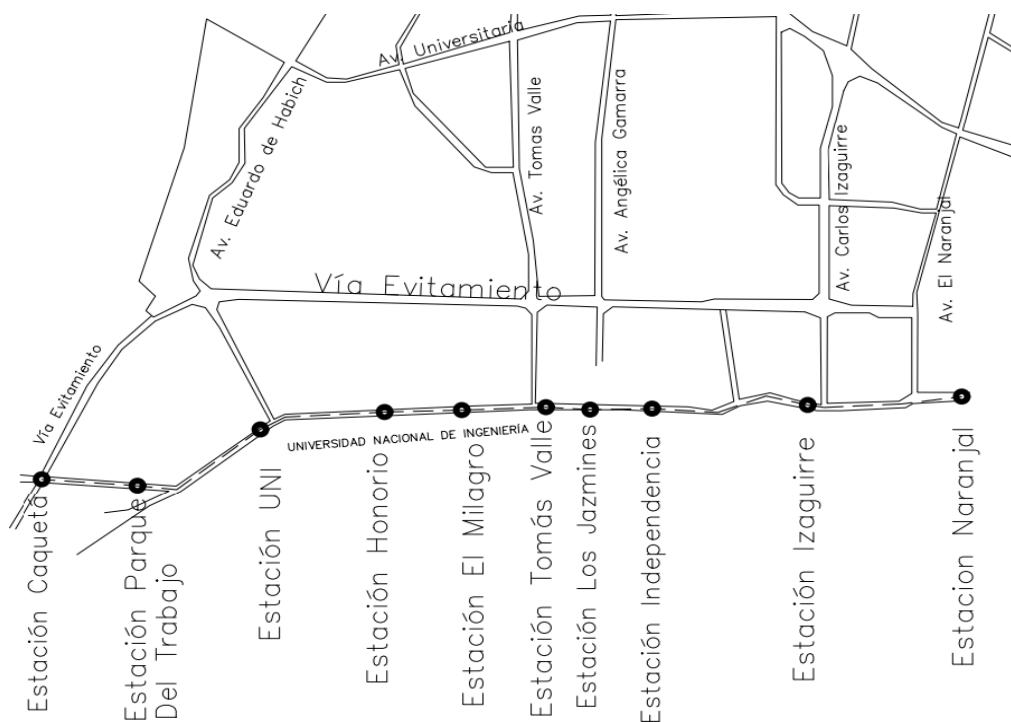 Av. Universitaria
Av. Eduardo de Habich
Av. Tomas Valle
Av. Angélica Gamarra
Av. Carlos Izaguirre
Av. El Naranjal
Vía Evitamiento
Vía Evitamiento
UNIVERSIDAD NACIONAL DE INGENIERÍA
Estación Caquetá
Estación Parque
Del Trabajo
Estación UNI
Estación Honorio
Estación El Milagro
Estación Tomás Valle
Estación Los Jazmines
Estación Independencia
Estación Izaguirre
Estacion Naranjal